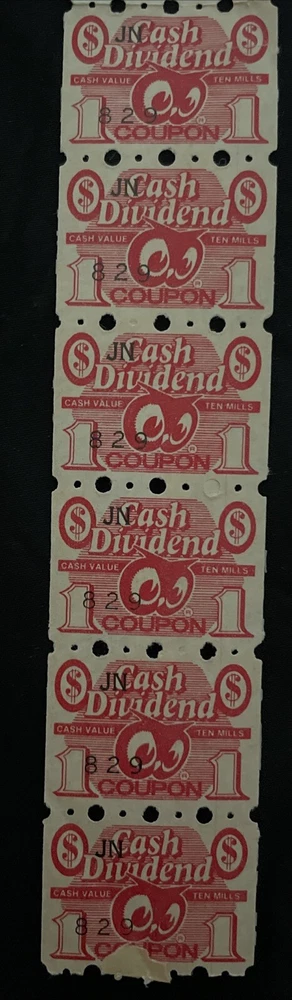 $ JN Cash $
Dividend
CASH VALUE TEN MILLS
1 829 ® 1
COUPON
$ JN Cash $
Dividend
CASH VALUE TEN MILLS
1 829 ® 1
COUPON
$ JN Cash $
Dividend
CASH VALUE TEN MILLS
1 829 ® 1
COUPON
$ JN Cash $
Dividend
CASH VALUE TEN MILLS
1 829 ® 1
COUPON
$ JN Cash $
Dividend
CASH VALUE TEN MILLS
1 829 ® 1
COUPON
$ JN Cash $
Dividend
CASH VALUE TEN MILLS
1 829 ® 1
COUPON